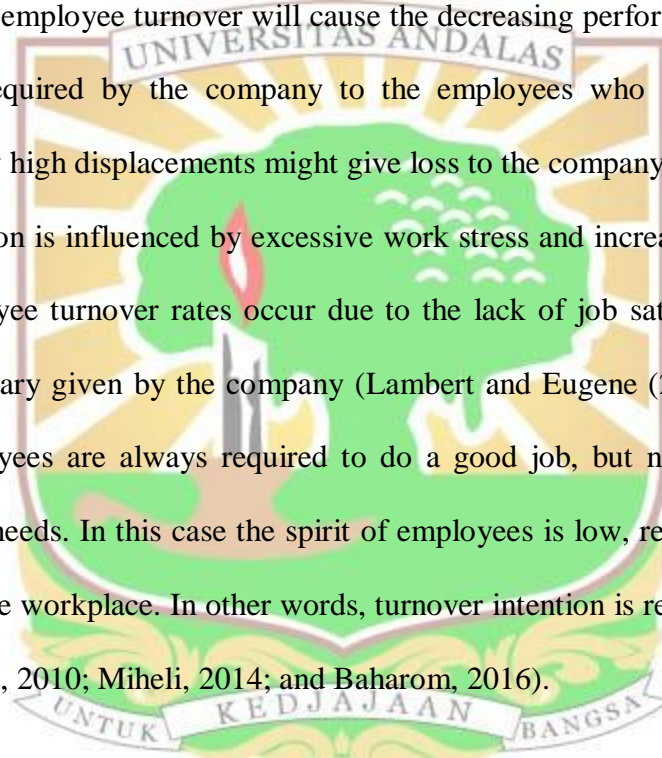 employee turnover will cause the decreasing perfor
UNIVERSITAS ANDALAS
equired by the company to the employees who
high displacements might give loss to the company
on is influenced by excessive work stress and increa
yee turnover rates occur due to the lack of job sat
ary given by the company (Lambert and Eugene (2
yees are always required to do a good job, but n
needs. In this case the spirit of employees is low, re
e workplace. In other words, turnover intention is re
, 2010; Miheli, 2014; and Baharom, 2016).
UNTUK KEDJAJAAN BANGSA